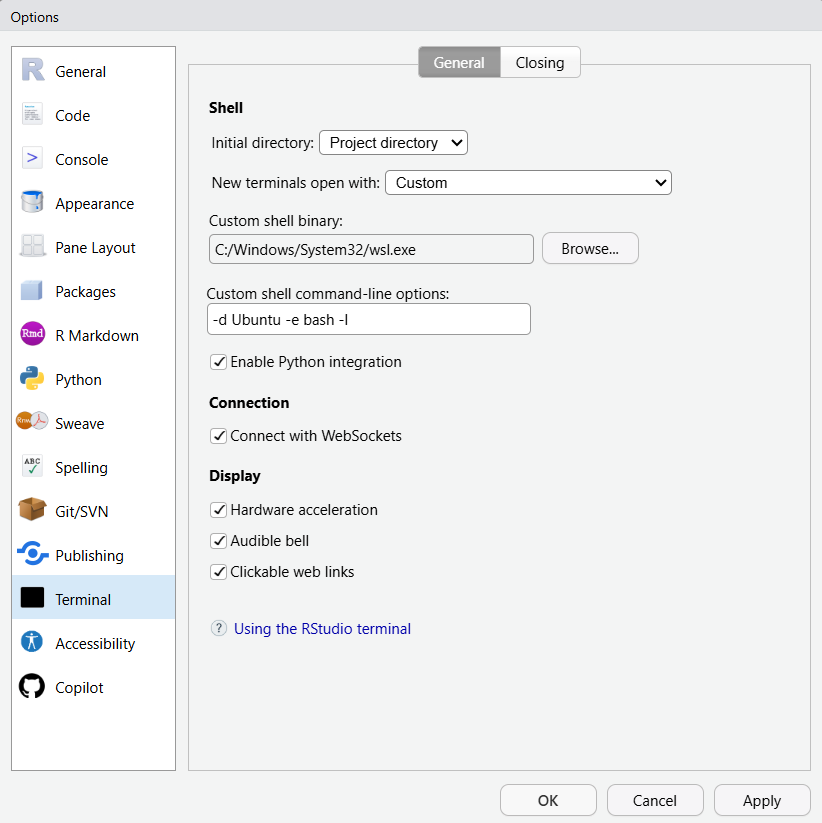 Options
General
Code
Console
Appearance
Pane Layout
Packages
Rmd R Markdown
Python
Rnw Sweave
ABC Spelling
Git/SVN
Publishing
Terminal
Accessibility
Copilot
General Closing
Shell
Initial directory: Project directory
New terminals open with: Custom
Custom shell binary:
C:/Windows/System32/wsl.exe Browse...
Custom shell command-line options:
-d Ubuntu -e bash -l
Enable Python integration
Connection
Connect with WebSockets
Display
Hardware acceleration
Audible bell
Clickable web links
? Using the RStudio terminal
OK Cancel Apply